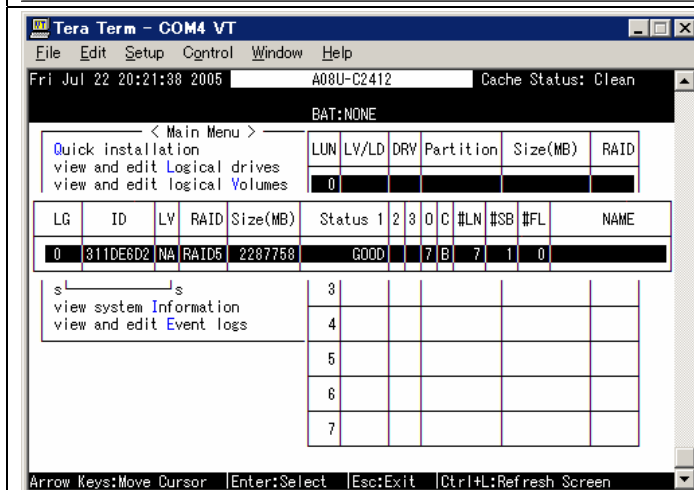 Tera Term - COM4 VT
File Edit Setup Control Window Help
Fri Jul 22 20:21:38 2005 A08U-C2412 Cache Status: Clean
BAT:NONE
< Main Menu >
Quick installation
view and edit Logical drives
view and edit logical Volumes
LUN LV/LD DRV Partition Size(MB) RAID
0
LG ID LV RAID Size(MB) Status 1 2 3 O C #LN #SB #FL NAME
0 311DE6D2 NA RAID5 2287758 GOOD 7 B 7 1 0
s s
view system Information
view and edit Event logs
3
4
5
6
7
Arrow Keys:Move Cursor |Enter:Select |Esc:Exit |Ctrl+L:Refresh Screen